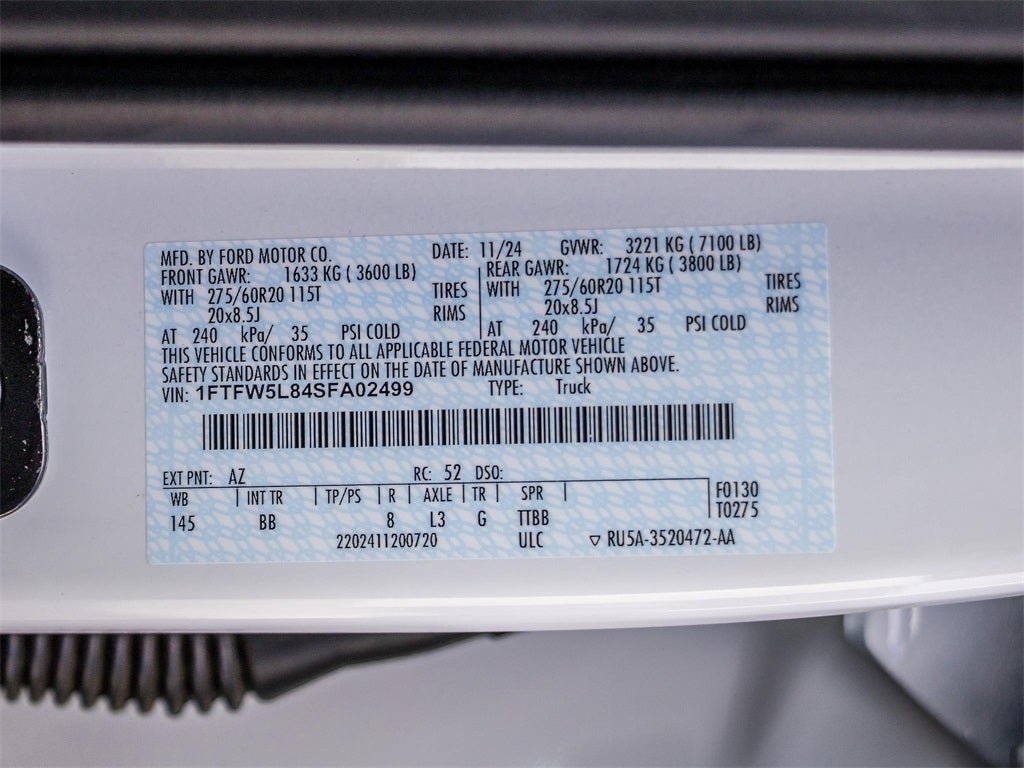 MFD. BY FORD MOTOR CO. DATE: 11/24 GVWR: 3221 KG ( 7100 LB)
FRONT GAWR: 1633 KG ( 3600 LB) REAR GAWR: 1724 KG ( 3800 LB)
WITH 275/60R20 115T TIRES WITH 275/60R20 115T TIRES
20x8.5J RIMS 20x8.5J RIMS
AT 240 kPa/ 35 PSI COLD AT 240 kPa/ 35 PSI COLD
THIS VEHICLE CONFORMS TO ALL APPLICABLE FEDERAL MOTOR VEHICLE
SAFETY STANDARDS IN EFFECT ON THE DATE OF MANUFACTURE SHOWN ABOVE.
VIN: 1FTFW5L84SFA02499 TYPE: Truck
EXT PNT: AZ RC: 52 DSO:
WB INT TR TP/PS R AXLE TR SPR F0130
145 BB 8 L3 G TTBB T0275
2202411200720 ULC ▽ RU5A-3520472-AA